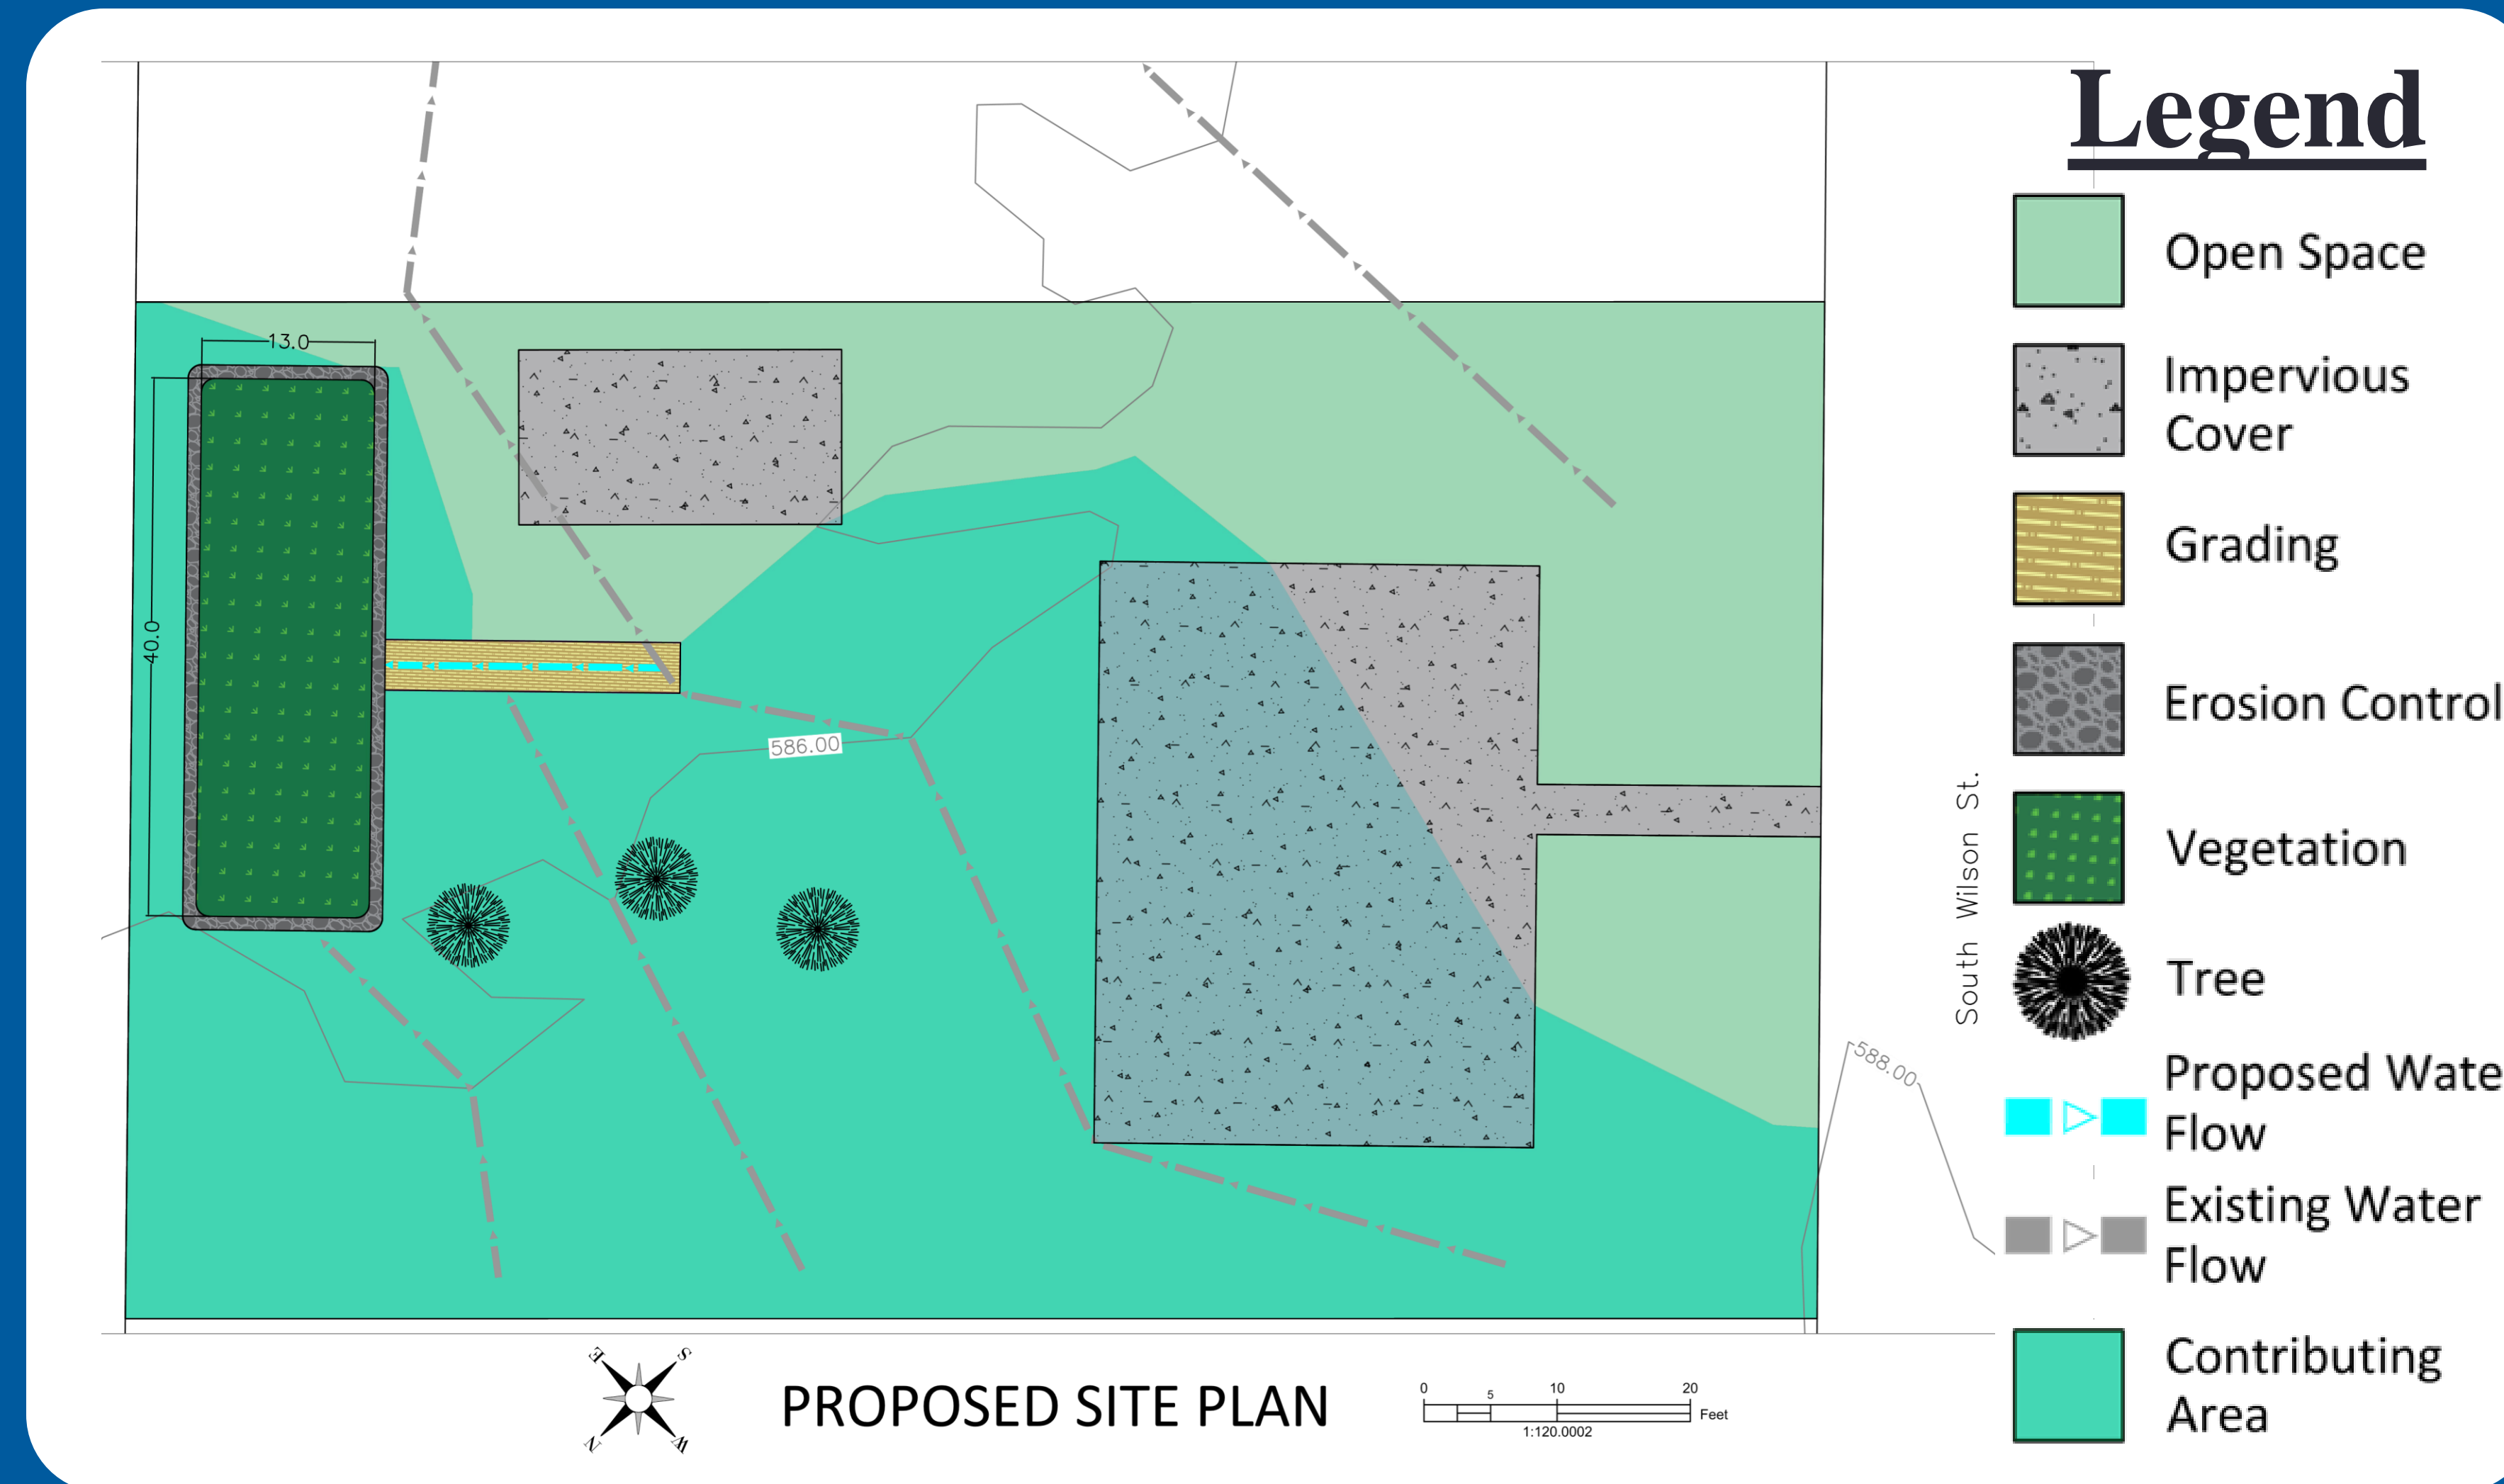 Legend
13.0
40.0
586.00
588.00
South Wilson St.
Open Space
Impervious
Cover
Grading
Erosion Control
Vegetation
Tree
Proposed Wate
Flow
Existing Water
Flow
Contributing
Area
E
S
N
W
PROPOSED SITE PLAN
0
5
10
20
Feet
1:120.0002